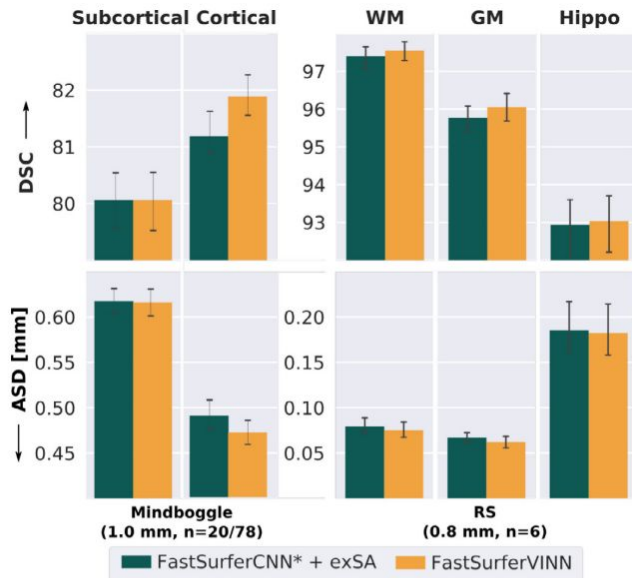 Subcortical Cortical WM GM Hippo
DSC →
82
81
80
97
96
95
94
93
← ASD [mm]
0.60
0.55
0.50
0.45
0.20
0.15
0.10
0.05
Mindboggle
(1.0 mm, n=20/78)
RS
(0.8 mm, n=6)
FastSurferCNN* + exSA FastSurferVINN